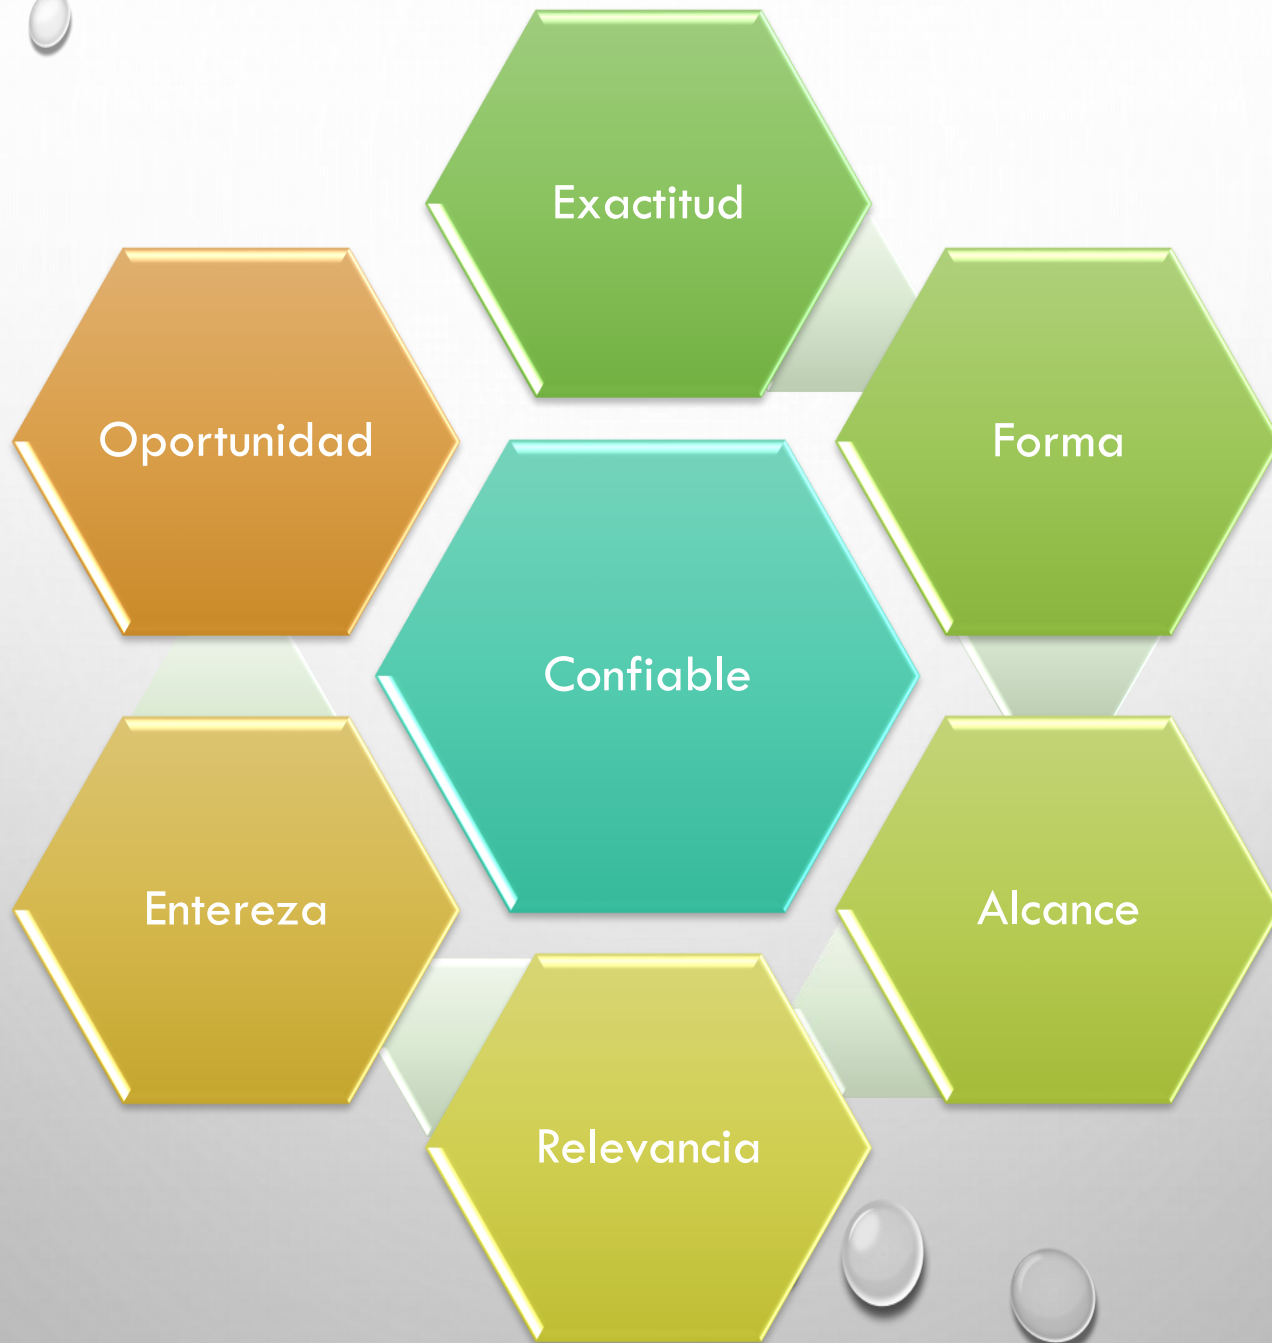 Exactitud
Oportunidad
Forma
Confiable
Entereza
Alcance
Relevancia